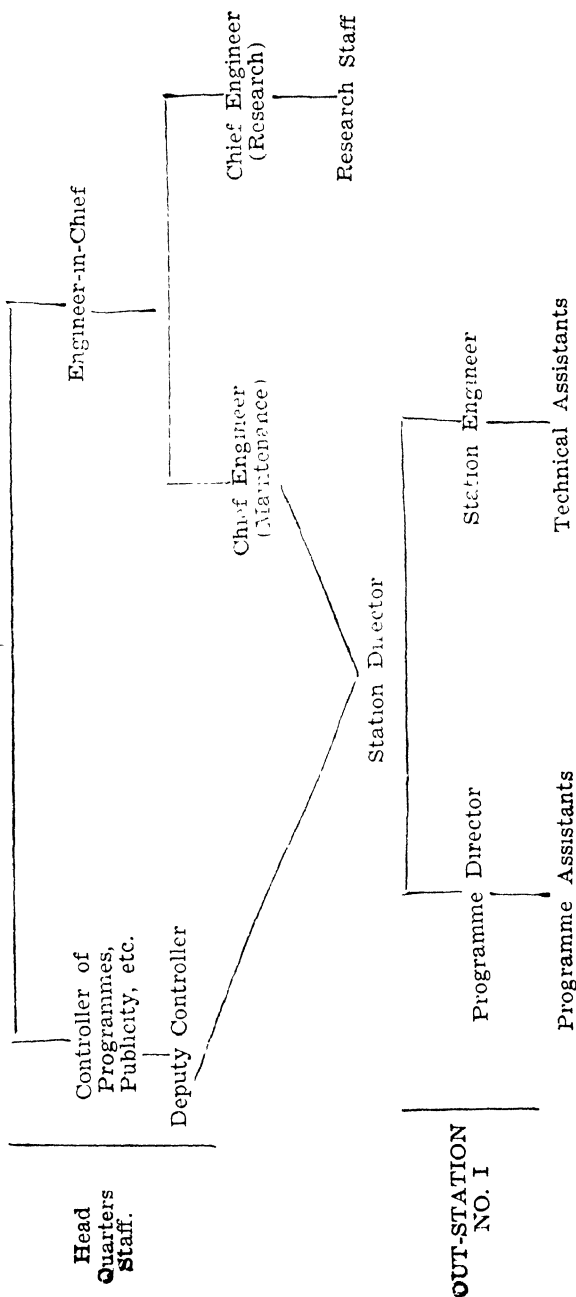 Head
Quarters
Staff.
Controller of
Programmes,
Publicity, etc.
Deputy Controller
Engineer-in-Chief
Chief Engineer
(Maintenance)
Chief Engineer
(Research)
Research Staff
Station Director
OUT-STATION
NO. I
Programme Director
Programme Assistants
Station Engineer
Technical Assistants